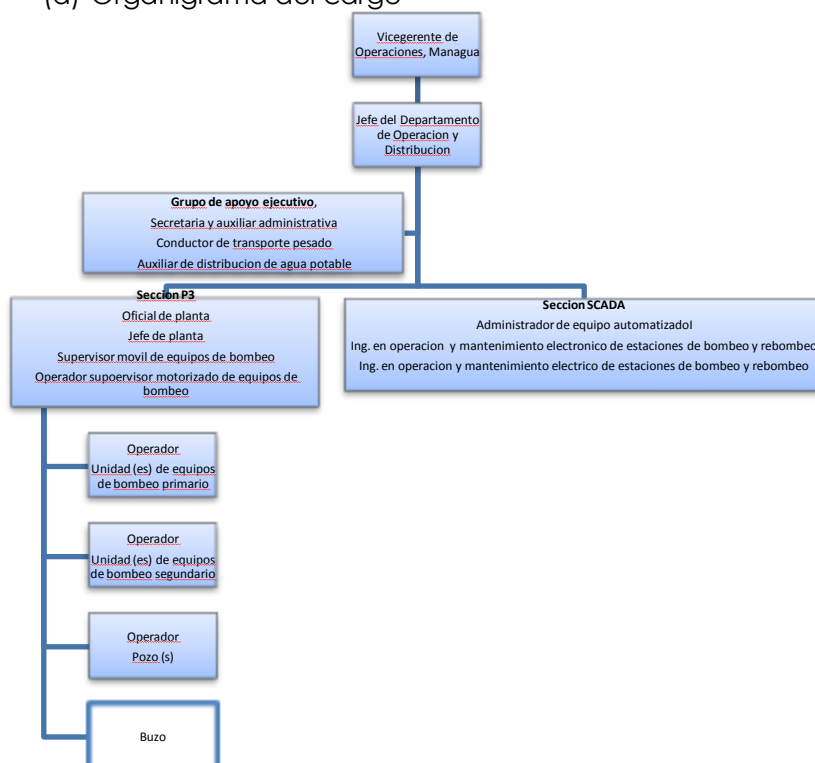 (a) Organigrama del cargo
Vicegerente de
Operaciones, Managua
Jefe del Departamento
de Operacion y
Distribucion
Grupo de apoyo ejecutivo,
Secretaria y auxiliar administrativa
Conductor de transporte pesado
Auxiliar de distribucion de agua potable
Seccion P3
Oficial de planta
Jefe de planta
Supervisor movil de equipos de bombeo
Operador supoervisor motorizado de equipos de
bombeo
Seccion SCADA
Administrador de equipo automatizadoI
Ing. en operacion y mantenimiento electronico de estaciones de bombeo y rebombeo
Ing. en operacion y mantenimiento electrico de estaciones de bombeo y rebombeo
Operador
Unidad (es) de equipos
de bombeo primario
Operador
Unidad (es) de equipos
de bombeo segundario
Operador
Pozo (s)
Buzo